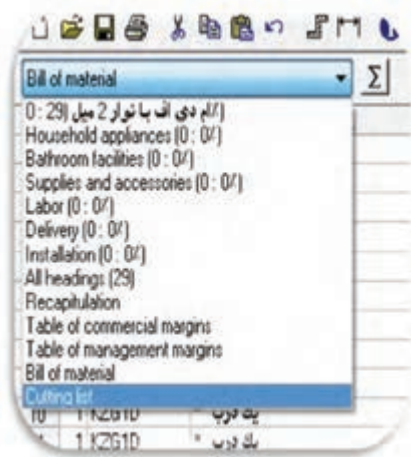 Bill of material
Σ
ام دی اف با نوار 2 میل (29 : 0٪)
Household appliances (0 : 0%)
Bathroom facilities (0 : 0%)
Supplies and accessories (0 : 0%)
Labor (0 : 0%)
Delivery (0 : 0%)
Installation (0 : 0%)
All headings (29)
Recapitulation
Table of commercial margins
Table of management margins
Bill of material
Cutting list
10 1 KZG1D یك درب *
1 KZG1D یك درب *